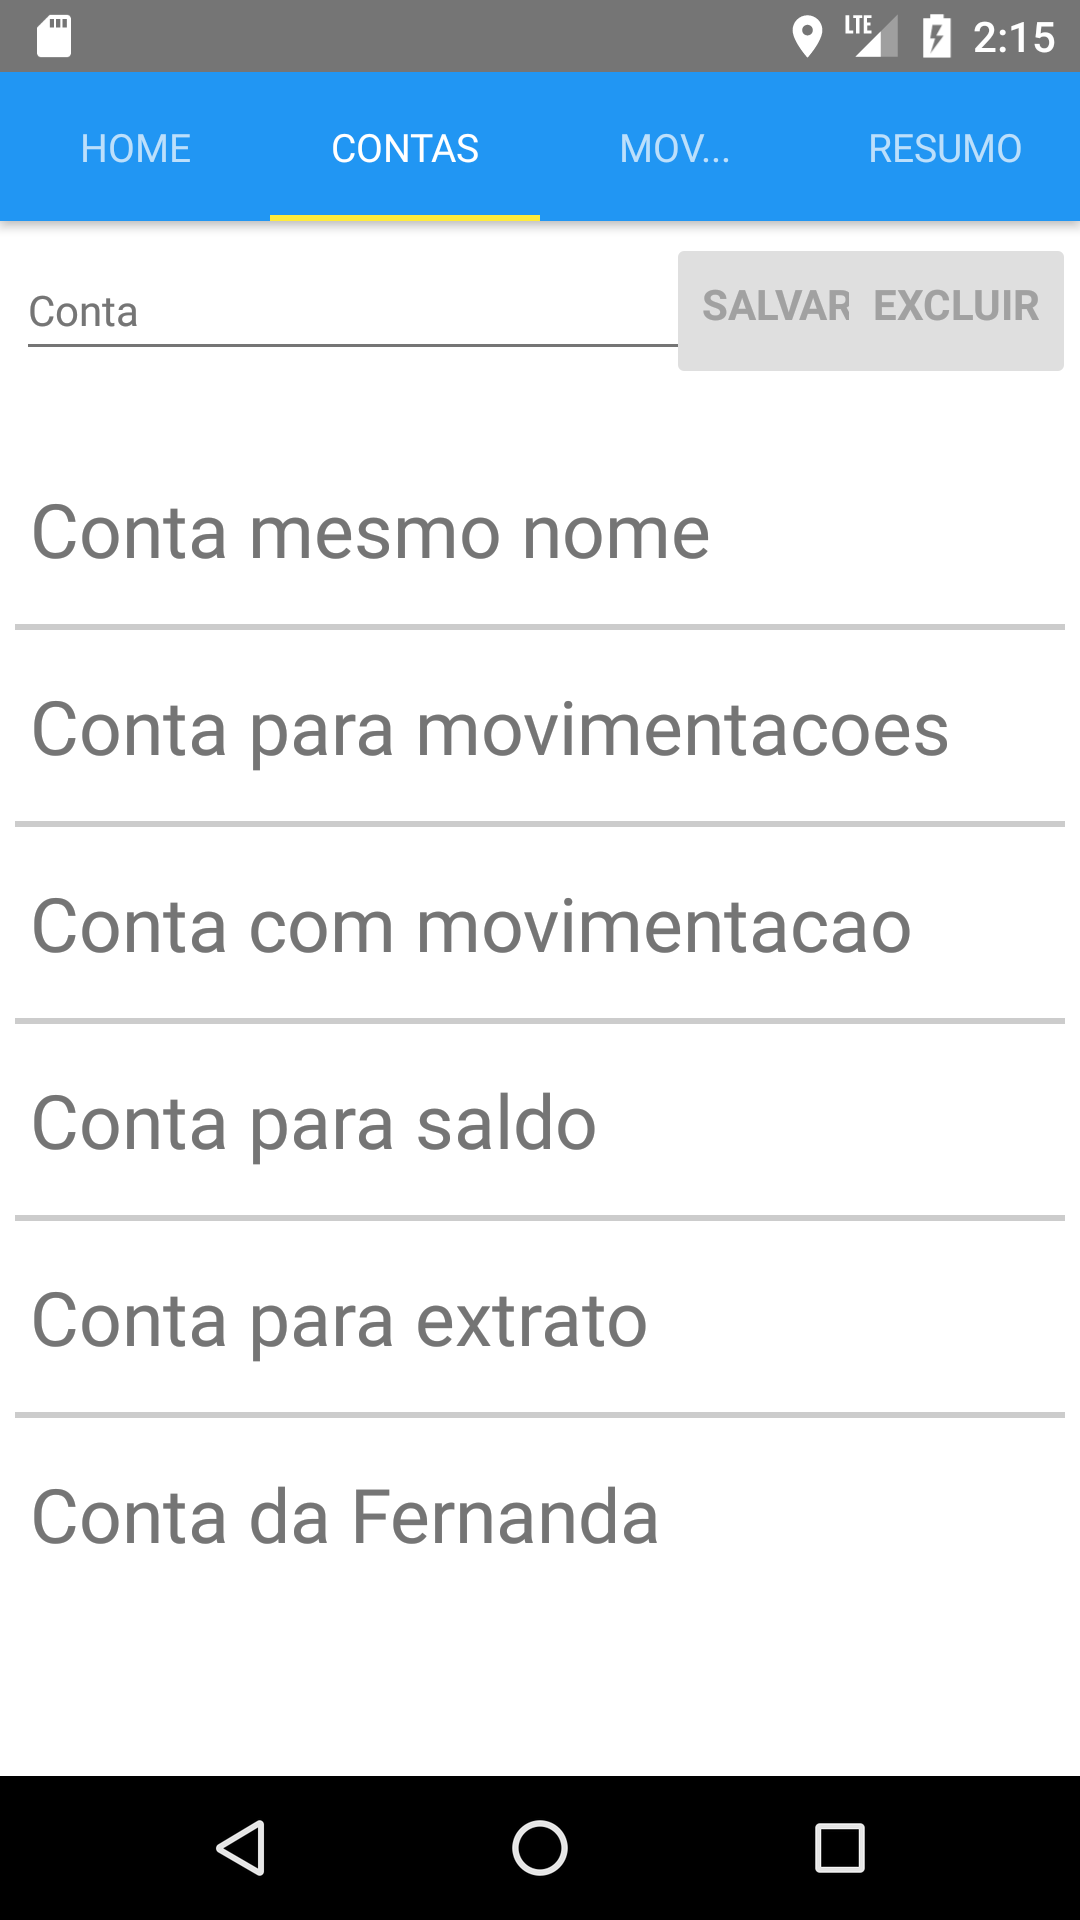 LTE 2:15
HOME CONTAS MOV... RESUMO
Conta SALVAR EXCLUIR
Conta mesmo nome
Conta para movimentacoes
Conta com movimentacao
Conta para saldo
Conta para extrato
Conta da Fernanda